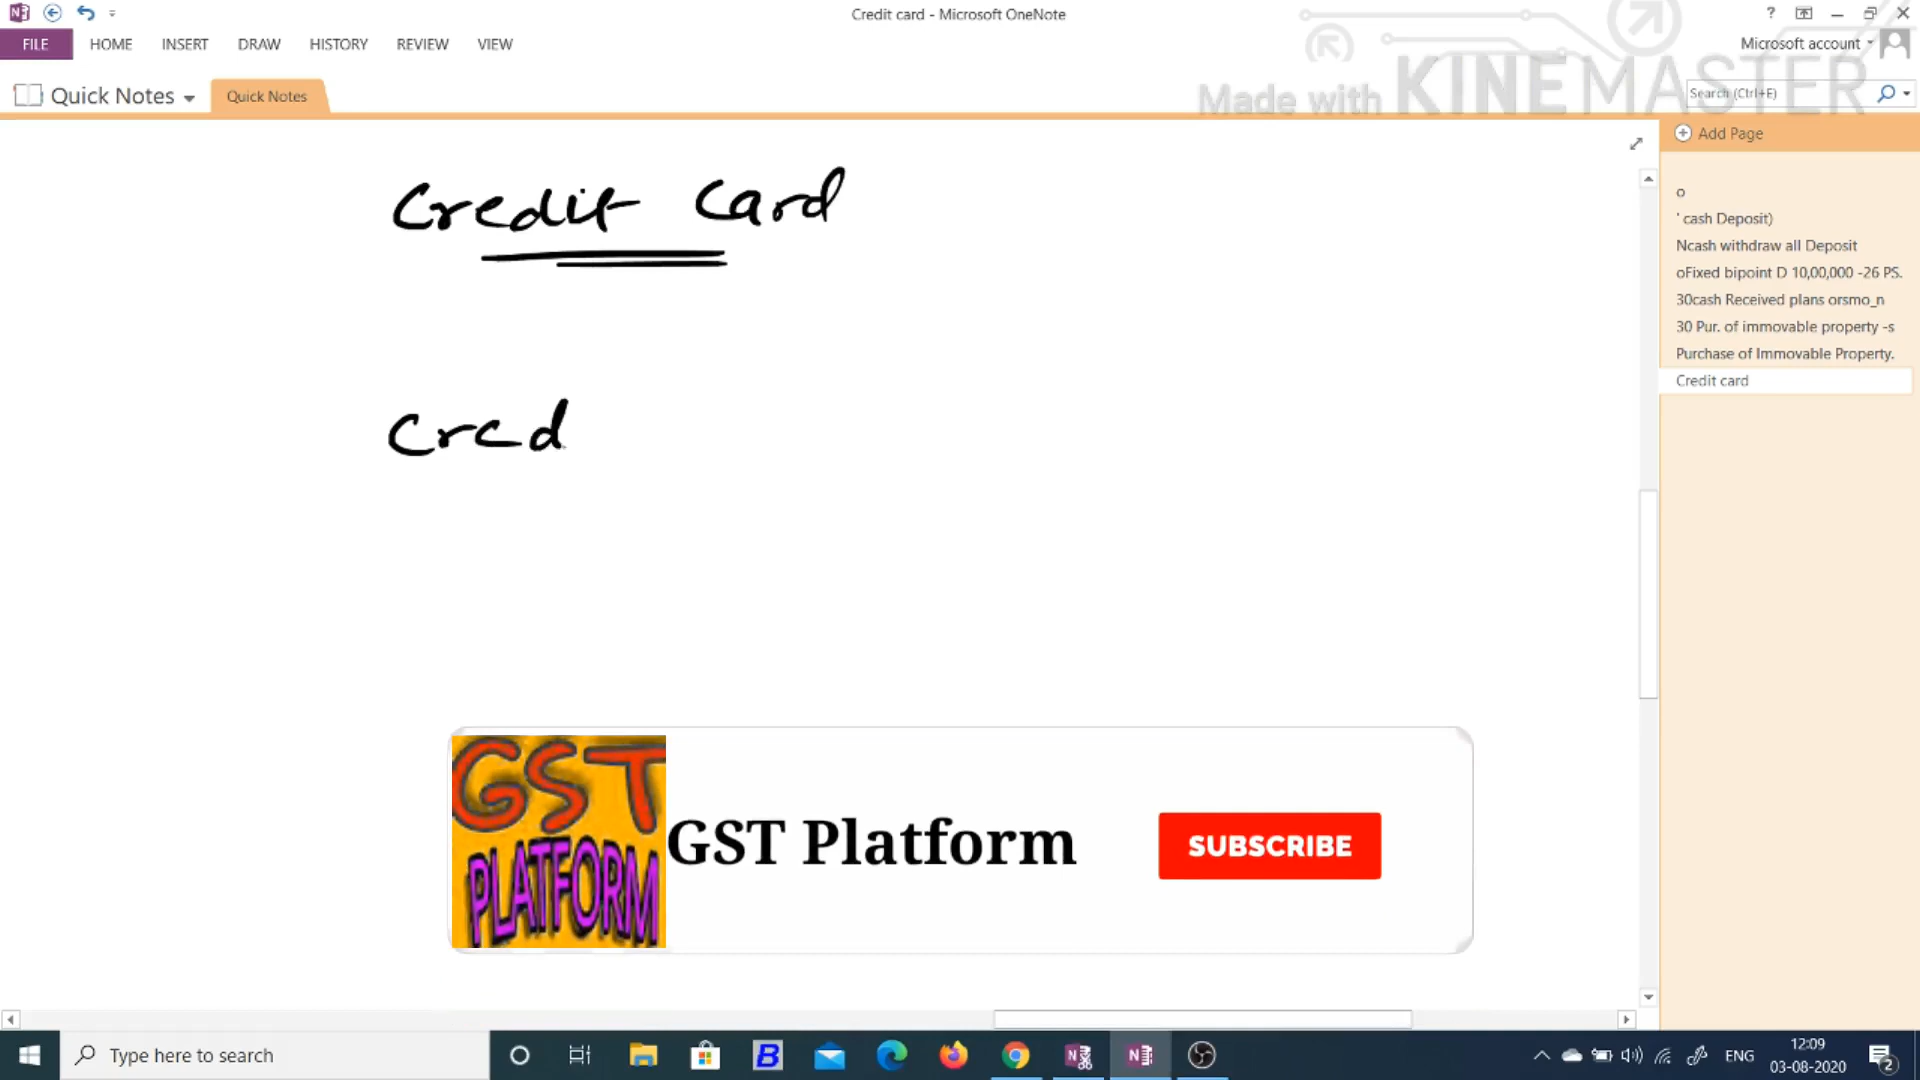 Credit card - Microsoft OneNote
?
FILE HOME INSERT DRAW HISTORY REVIEW VIEW
Microsoft account
Made with KINEMASTER
Quick Notes
Quick Notes
Search (Ctrl+E)
Add Page
o
' cash Deposit)
Ncash withdraw all Deposit
oFixed bipoint D 10,00,000 -26 PS.
30cash Received plans orsmo_n
30 Pur. of immovable property -s
Purchase of Immovable Property.
Credit card
Credit Card
Cred
GST PLATFORM
GST Platform
SUBSCRIBE
Type here to search
B
ENG
12:09
03-08-2020
2